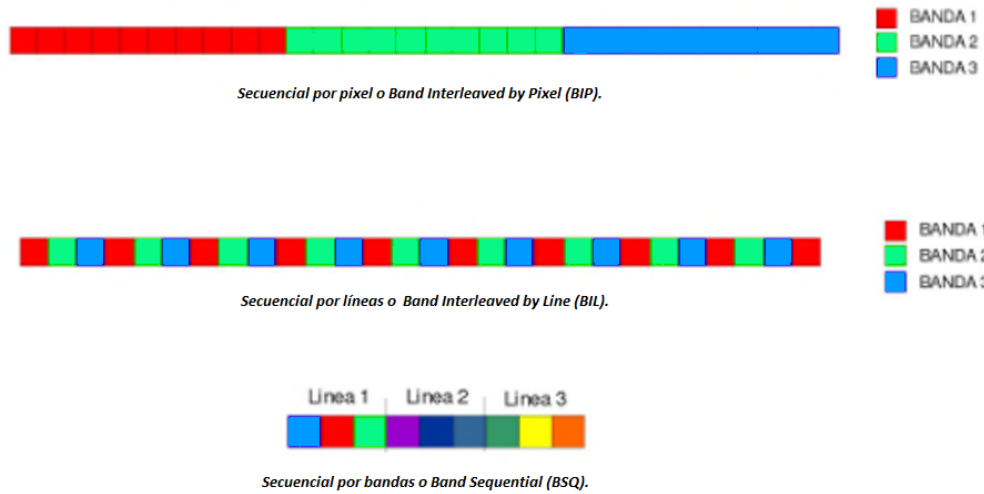 BANDA 1
BANDA 2
BANDA 3
Secuencial por pixel o Band Interleaved by Pixel (BIP).
BANDA 1
BANDA 2
BANDA 3
Secuencial por líneas o Band Interleaved by Line (BIL).
Linea 1 Linea 2 Linea 3
Secuencial por bandas o Band Sequential (BSQ).